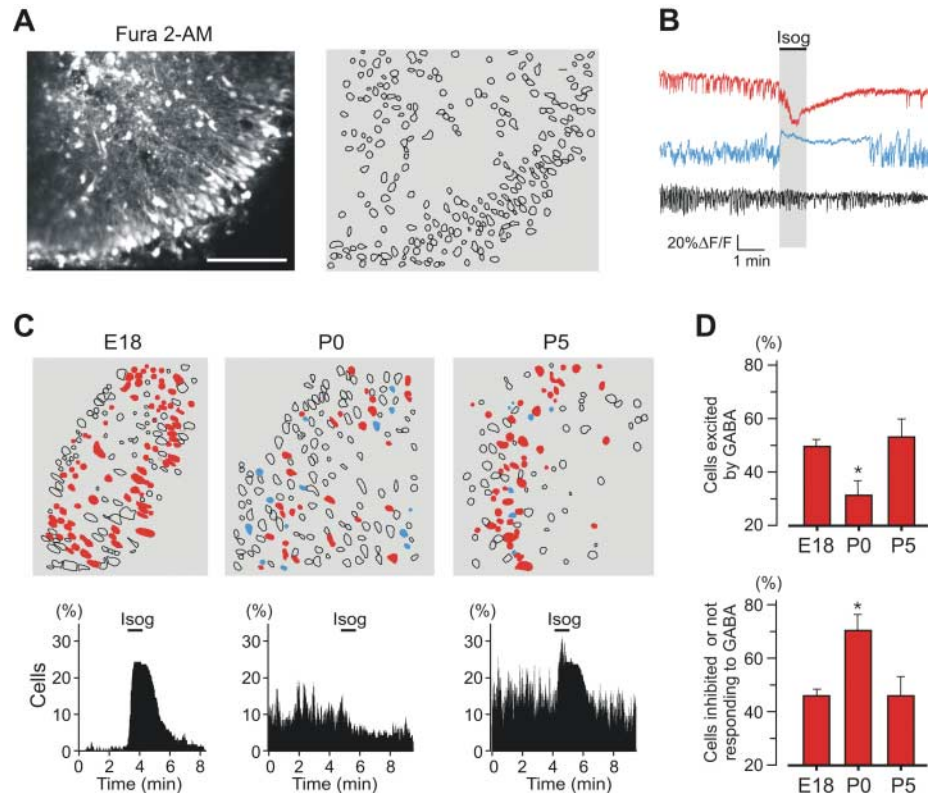 A
Fura 2-AM
B
Isog
20%ΔF/F
1 min
C
E18
P0
P5
(%)
30
20
10
0
Cells
Isog
0 2 4 6 8
Time (min)
(%)
30
20
10
0
Isog
0 2 4 6 8
Time (min)
(%)
30
20
10
0
Isog
0 2 4 6 8
Time (min)
D
(%)
80
60
40
20
Cells excited
by GABA
*
E18 P0 P5
(%)
80
60
40
20
Cells inhibited or not
responding to GABA
*
E18 P0 P5